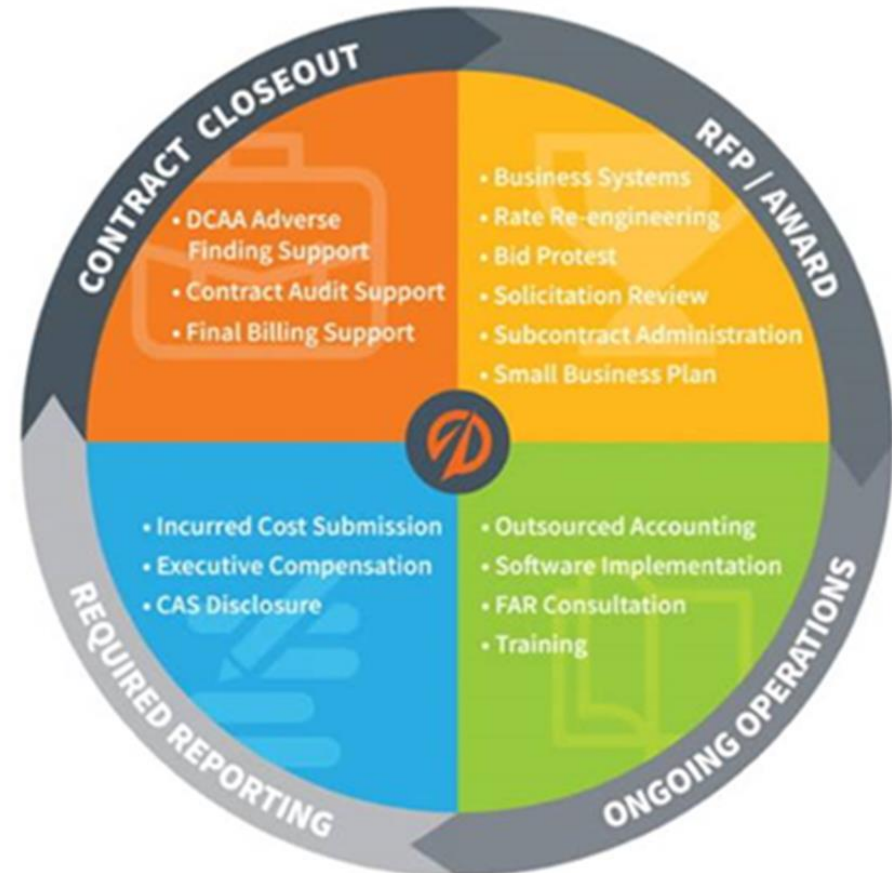 CONTRACT CLOSEOUT
• DCAA Adverse
Finding Support
• Contract Audit Support
• Final Billing Support
RFP / AWARD
• Business Systems
• Rate Re-engineering
• Bid Protest
• Solicitation Review
• Subcontract Administration
• Small Business Plan
ONGOING OPERATIONS
• Outsourced Accounting
• Software Implementation
• FAR Consultation
• Training
REQUIRED REPORTING
• Incurred Cost Submission
• Executive Compensation
• CAS Disclosure